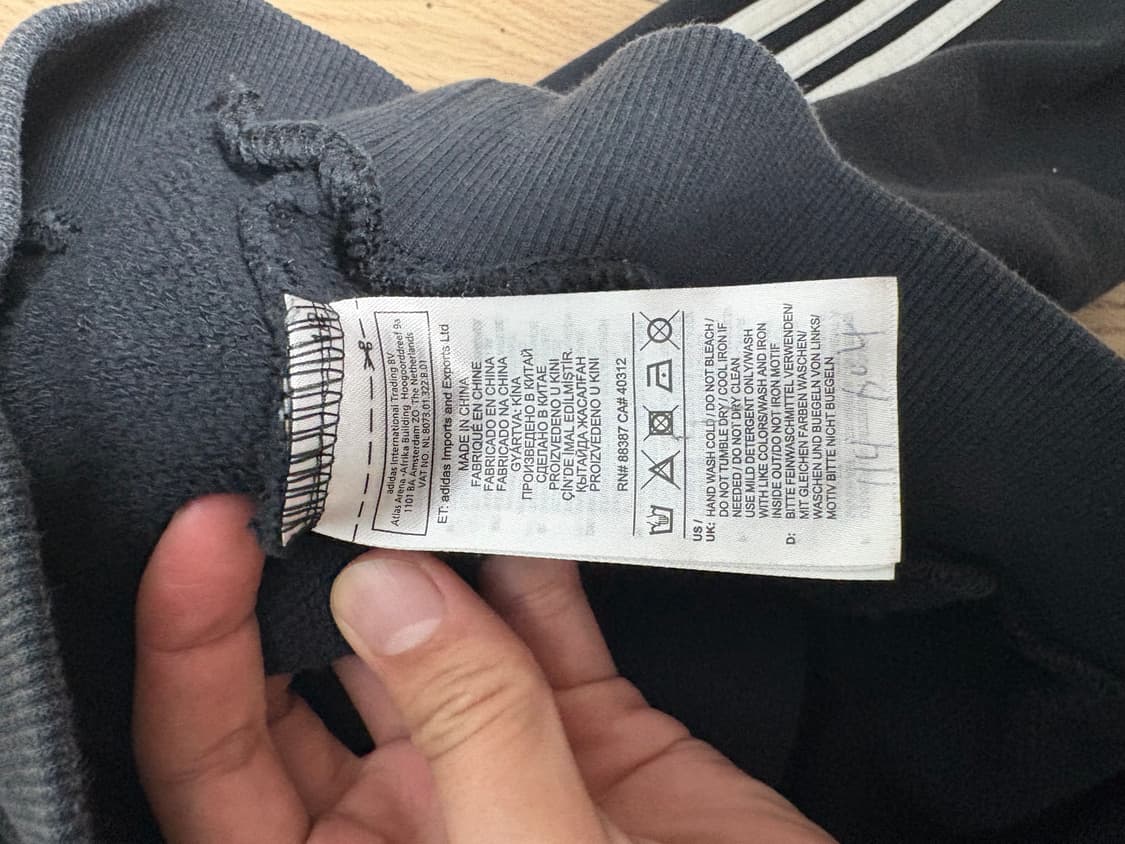 adidas International Trading BV
Atlas Arena -Afrika Building, Hoogoorddreef 9a
1101 BA Amsterdam ZO -The Netherlands
VAT NO. NL 8073.01.322.B.01
ET: adidas Imports and Exports Ltd
MADE IN CHINA
FABRIQUÉ EN CHINE
FABRICADO EN CHINA
FABRICADO NA CHINA
GYÁRTVA: KÍNA
ПРОИЗВЕДЕНО В КИТАЙ
СДЕЛАНО В КИТАЕ
PROIZVEDENO U KINI
ÇİN'DE İMAL EDİLMİŞTİR.
ҚЫТАЙДА ЖАСАЛҒАН
PROIZVEDENO U KINI
RN# 88387 CA# 40312
US /
UK: HAND WASH COLD / DO NOT BLEACH /
DO NOT TUMBLE DRY / COOL IRON IF
NEEDED / DO NOT DRY CLEAN
USE MILD DETERGENT ONLY/WASH
WITH LIKE COLORS/WASH AND IRON
INSIDE OUT/DO NOT IRON MOTIF
D: BITTE FEINWASCHMITTEL VERWENDEN/
MIT GLEICHEN FARBEN WASCHEN/
WASCHEN UND BUEGELN VON LINKS/
MOTIV BITTE NICHT BUEGELN